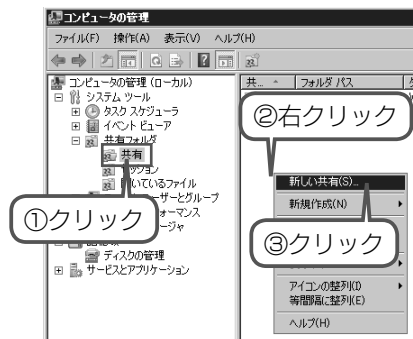 コンピュータの管理
ファイル(F) 操作(A) 表示(V) ヘルプ(H)
コンピュータの管理 (ローカル)
システム ツール
タスク スケジューラ
イベント ビューア
共有フォルダ
共有
ッション
いているファイル
ーザーとグループ
ォーマンス
ージャ
ディスクの管理
サービスとアプリケーション
共... フォルダ パス
②右クリック
新しい共有(S)...
新規作成(N)
①クリック
③クリック
アイコンの整列(I)
等間隔に整列(E)
ヘルプ(H)